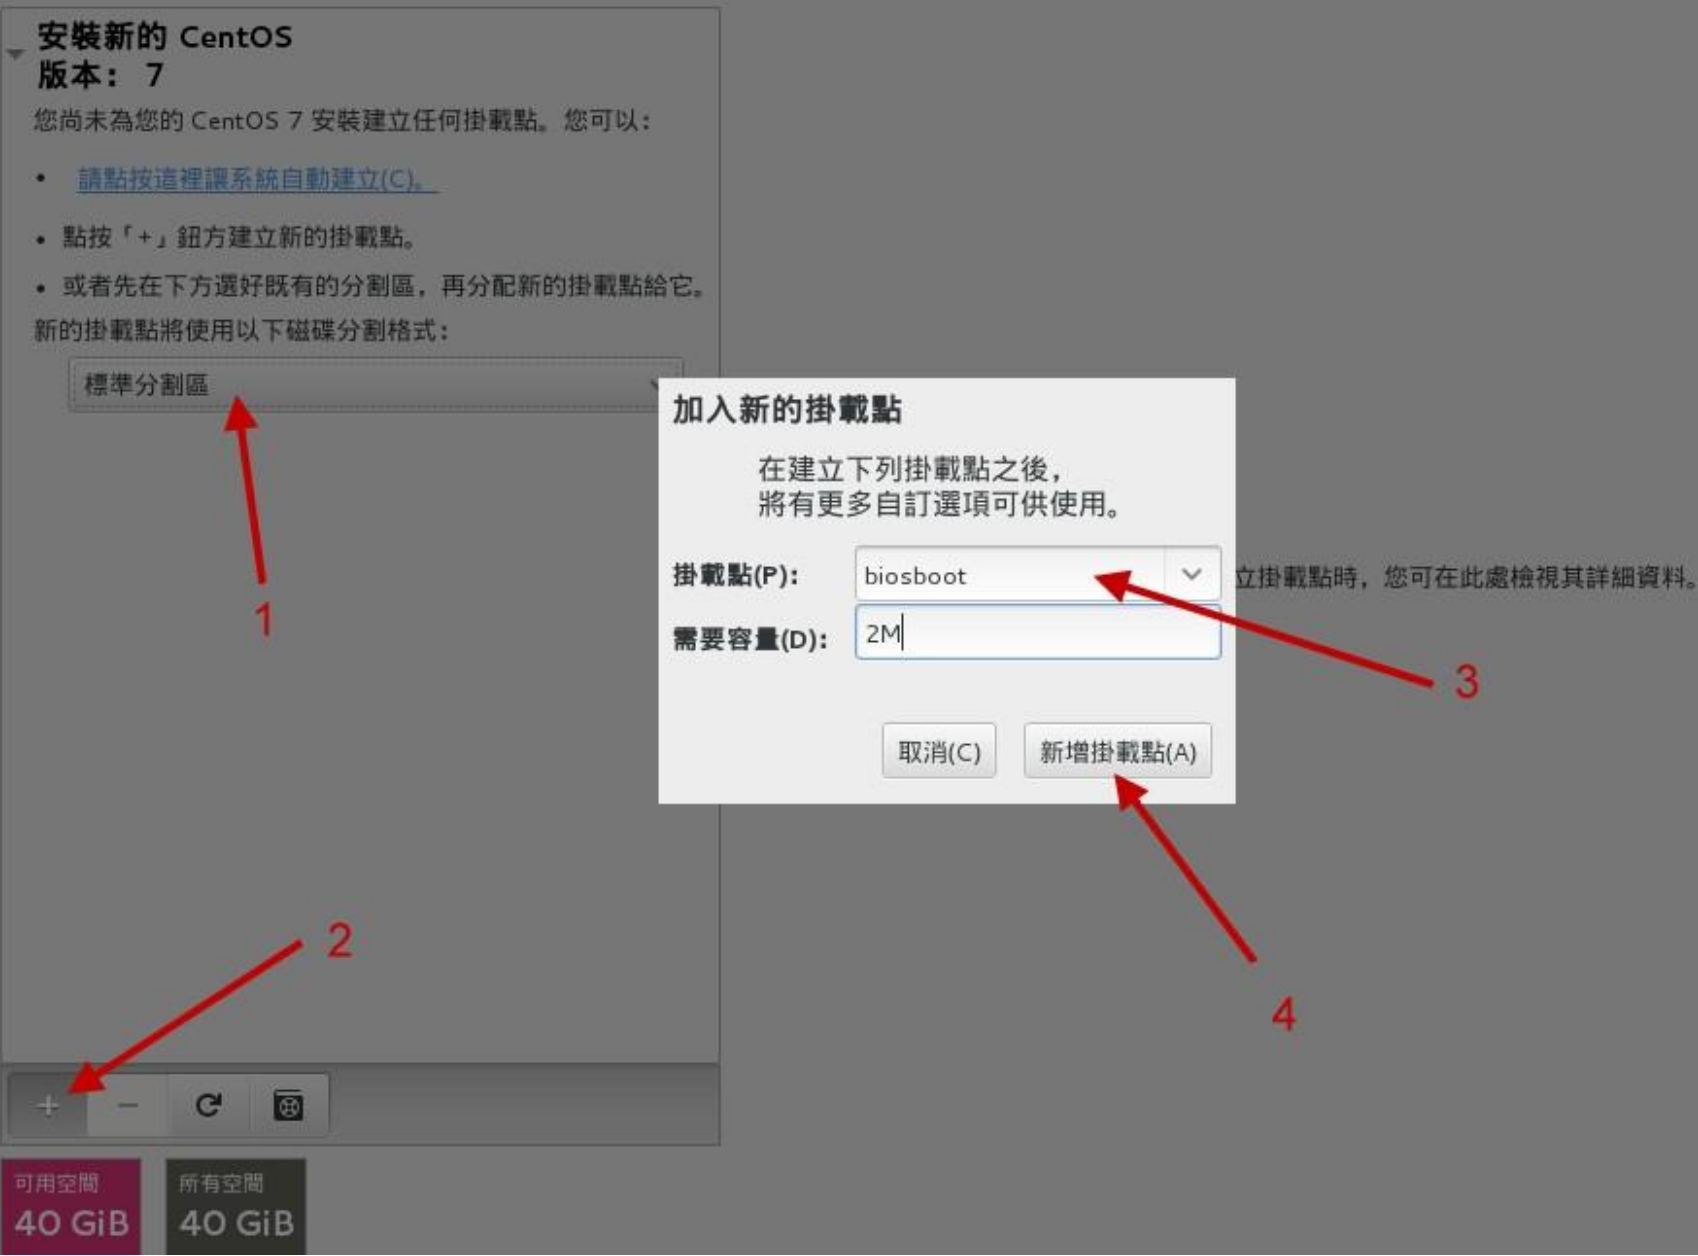 安裝新的 CentOS
版本： 7
您尚未為您的 CentOS 7 安裝建立任何掛載點。您可以：
• 請點按這裡讓系統自動建立(C)。
• 點按「+」鈕方建立新的掛載點。
• 或者先在下方選好既有的分割區，再分配新的掛載點給它。
新的掛載點將使用以下磁碟分割格式：
標準分割區
1
加入新的掛載點
在建立下列掛載點之後，
將有更多自訂選項可供使用。
掛載點(P)： biosboot
立掛載點時，您可在此處檢視其詳細資料。
需要容量(D)： 2M
3
取消(C) 新增掛載點(A)
2
4
+ −
可用空間
40 GiB
所有空間
40 GiB